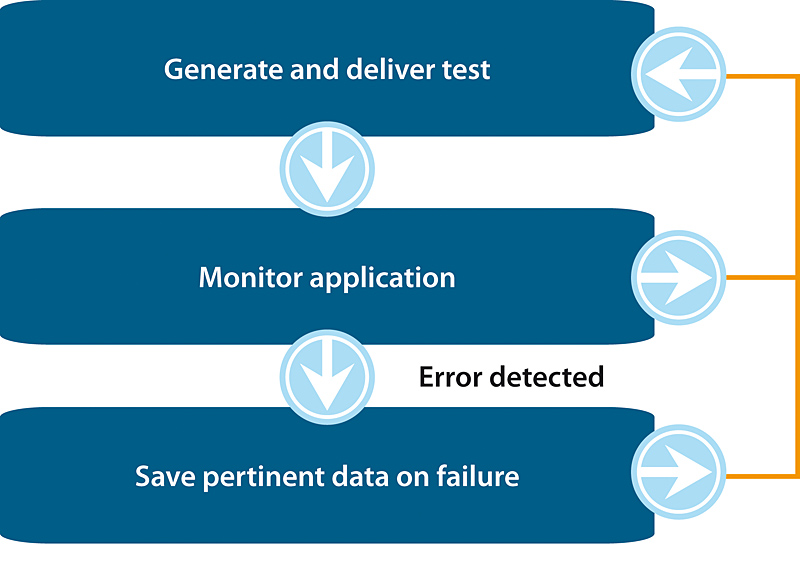 Generate and deliver test
Monitor application
Error detected
Save pertinent data on failure